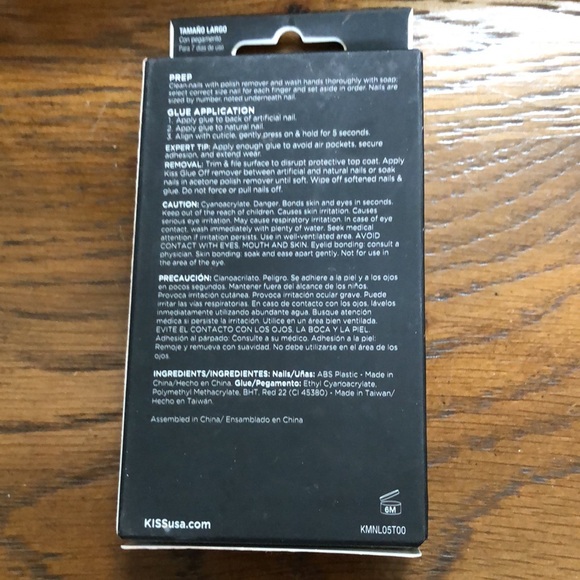 TAMAÑO LARGO
Con pegamento
Para 7 días de uso
PREP
Clean nails with polish remover and wash hands thoroughly with soap;
select correct size nail for each finger and set aside in order. Nails are
sized by number, noted underneath nail.
GLUE APPLICATION
1. Apply glue to back of artificial nail.
2. Apply glue to natural nail.
3. Align with cuticle, gently press on & hold for 5 seconds.
EXPERT TIP: Apply enough glue to avoid air pockets, secure
adhesion, and extend wear.
REMOVAL: Trim & file surface to disrupt protective top coat. Apply
Kiss Glue Off remover between artificial and natural nails or soak
nails in acetone polish remover until soft. Wipe off softened nails &
glue. Do not force or pull nails off.
CAUTION: Cyanoacrylate. Danger. Bonds skin and eyes in seconds.
Keep out of the reach of children. Causes skin irritation. Causes
serious eye irritation. May cause respiratory irritation. In case of eye
contact, wash immediately with plenty of water. Seek medical
attention if irritation persists. Use in well-ventilated area. AVOID
CONTACT WITH EYES, MOUTH AND SKIN. Eyelid bonding: consult a
physician. Skin bonding: soak and ease apart gently. Not for use in
the area of the eye.
PRECAUCIÓN: Cianoacrilato. Peligro. Se adhiere a la piel y a los ojos
en pocos segundos. Mantener fuera del alcance de los niños.
Provoca irritación cutánea. Provoca irritación ocular grave. Puede
irritar las vías respiratorias. En caso de contacto con los ojos, lávelos
inmediatamente utilizando abundante agua. Busque atención
médica si persiste la irritación. Utilice en un área bien ventilada.
EVITE EL CONTACTO CON LOS OJOS, LA BOCA Y LA PIEL.
Adhesión al párpado: Consulte a su médico. Adhesión a la piel:
Remoje y remueva con suavidad. No debe utilizarse en el área de los
ojos.
INGREDIENTS/INGREDIENTES: Nails/Uñas: ABS Plastic - Made in
China/Hecho en China. Glue/Pegamento: Ethyl Cyanoacrylate,
Polymethyl Methacrylate, BHT, Red 22 (CI 45380) - Made in Taiwan/
Hecho en Taiwán.
Assembled in China/ Ensamblado en China
6M
KISSusa.com
KMNL05T00